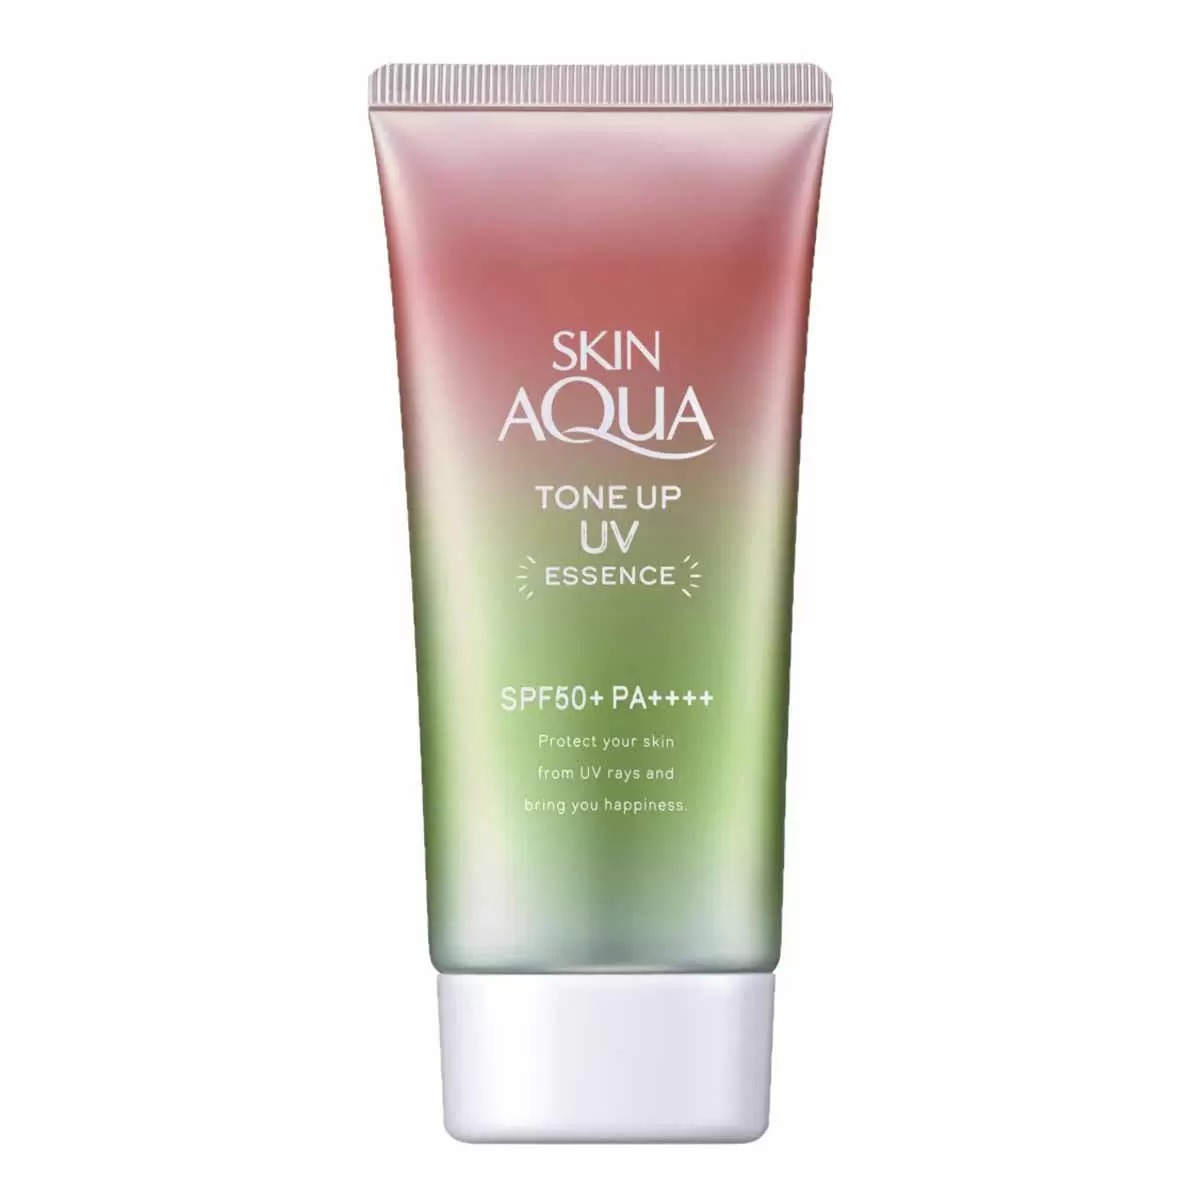 SKIN
AQUA
TONE UP
UV
ESSENCE
SPF50+ PA++++
Protect your skin
from UV rays and
bring you happiness.